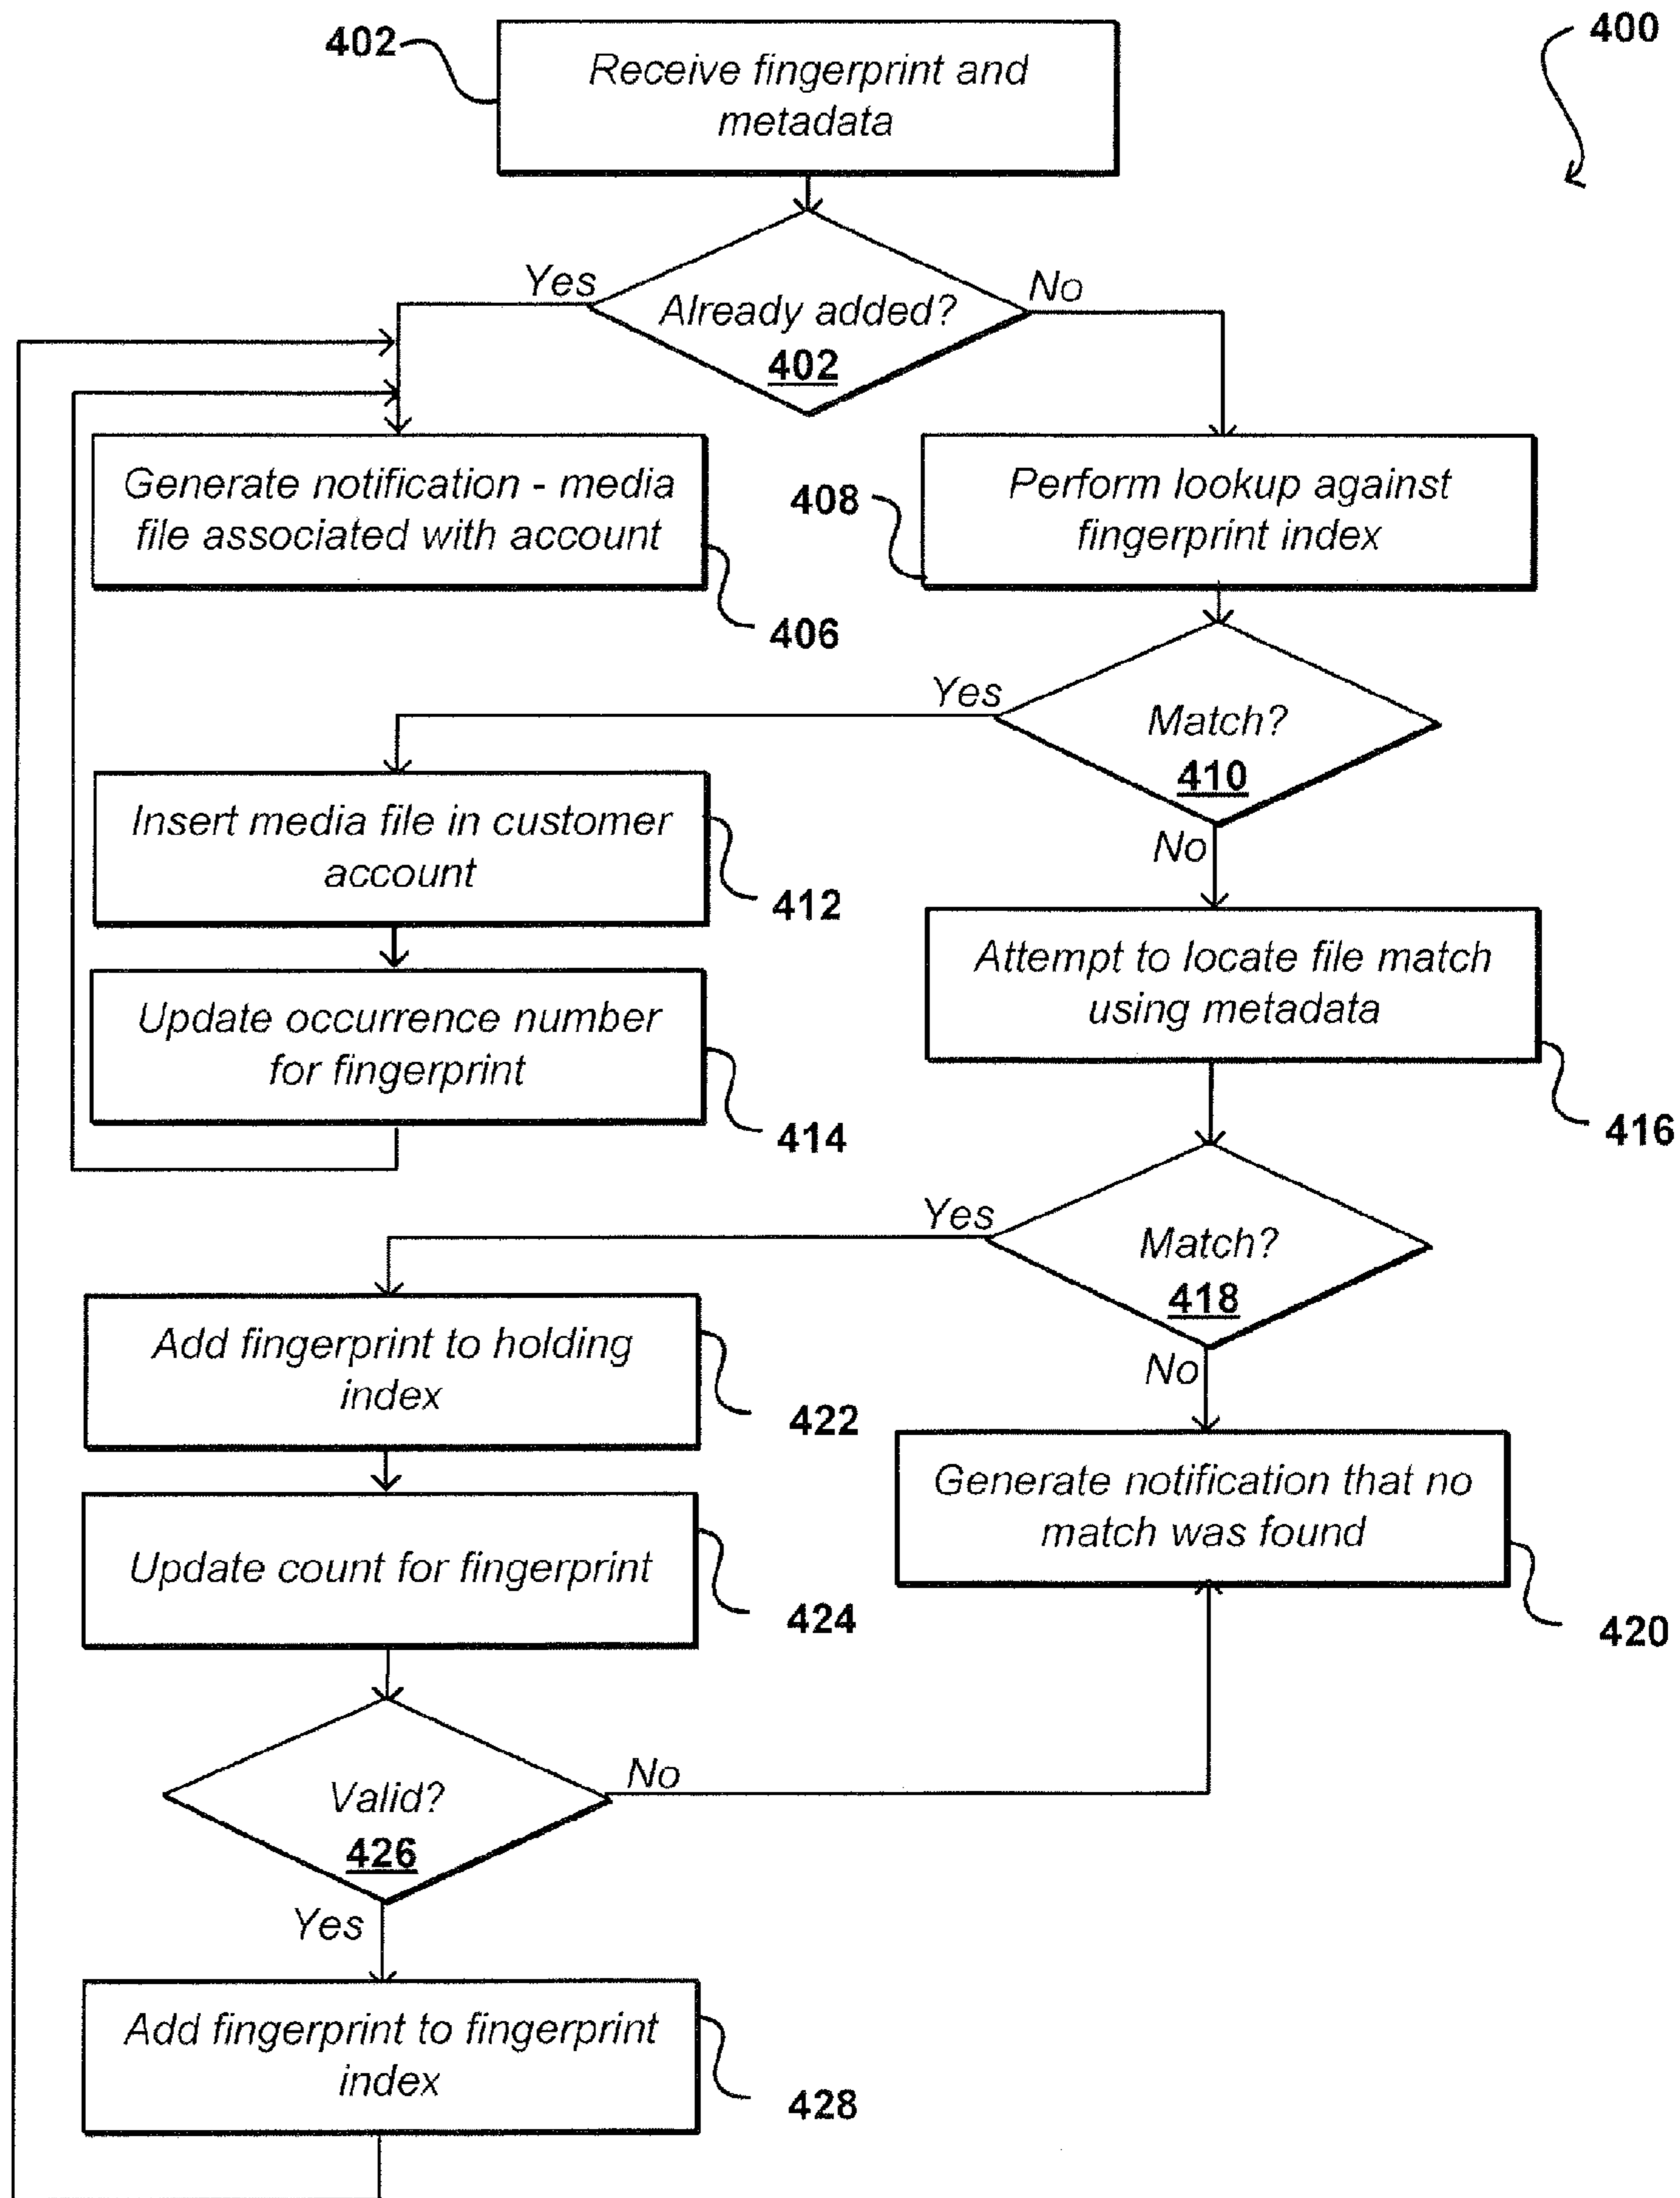 400
402
Receive fingerprint and
metadata
Yes
No
Already added?
402
Generate notification - media
file associated with account
406
408
Perform lookup against
fingerprint index
Yes
Match?
410
No
Insert media file in customer
account
412
Update occurrence number
for fingerprint
414
Attempt to locate file match
using metadata
416
Yes
Match?
418
No
Add fingerprint to holding
index
422
Generate notification that no
match was found
420
Update count for fingerprint
424
Valid?
426
No
Yes
Add fingerprint to fingerprint
index
428